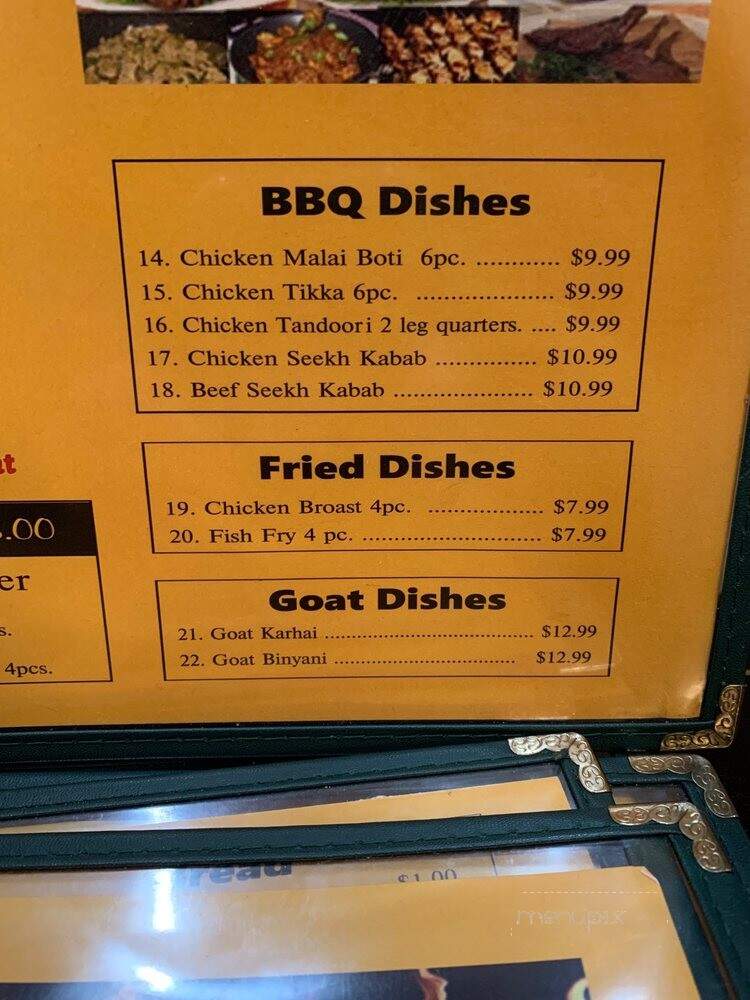 BBQ Dishes
14. Chicken Malai Boti 6pc. ............ $9.99
15. Chicken Tikka 6pc. .................... $9.99
16. Chicken Tandoori 2 leg quarters. .... $9.99
17. Chicken Seekh Kabab ............... $10.99
18. Beef Seekh Kabab ..................... $10.99
Fried Dishes
19. Chicken Broast 4pc. .................. $7.99
20. Fish Fry 4 pc. ............................ $7.99
Goat Dishes
21. Goat Karhai .................................. $12.99
22. Goat Binyani ............................... $12.99
.00
er
s.
4pcs.
$1.00
menupix